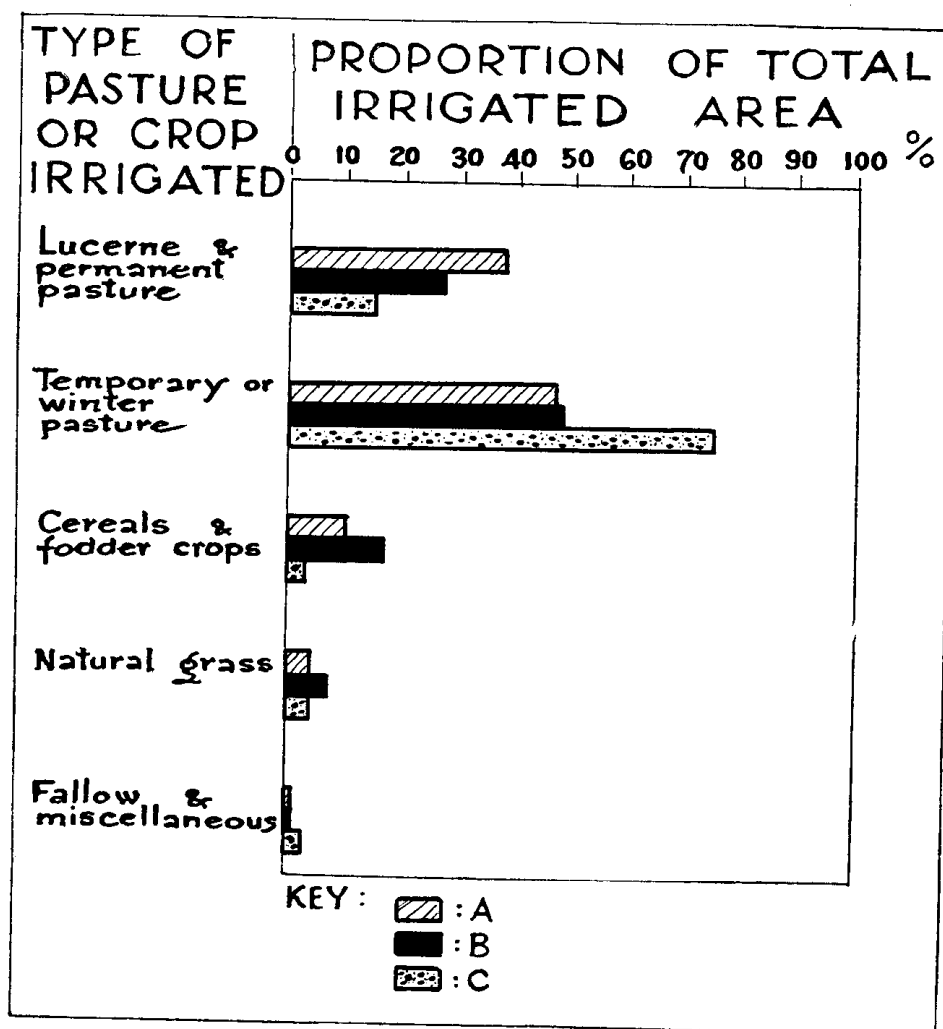 TYPE OF
PASTURE
OR CROP
IRRIGATED
PROPORTION OF TOTAL
IRRIGATED AREA
0 10 20 30 40 50 60 70 80 90 100 %
Lucerne &
permanent
pasture
Temporary or
winter
pasture
Cereals &
fodder crops
Natural grass
Fallow &
miscellaneous
KEY :
: A
: B
: C